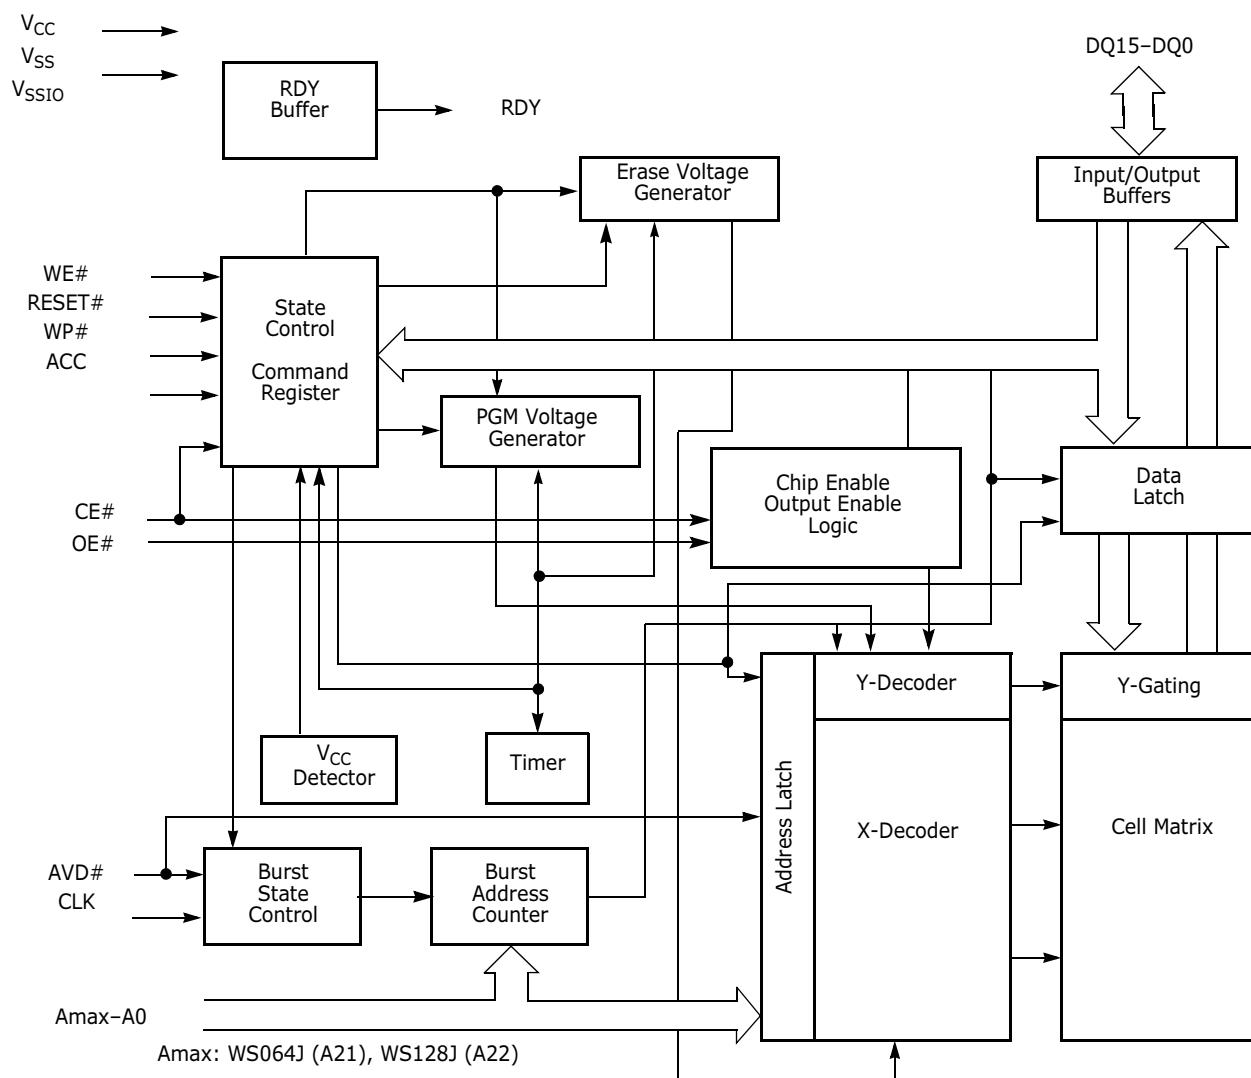 VCC
VSS
VSSIO
RDY
Buffer
RDY
DQ15–DQ0
Erase Voltage
Generator
Input/Output
Buffers
WE#
RESET#
WP#
ACC
State
Control
Command
Register
PGM Voltage
Generator
Chip Enable
Output Enable
Logic
Data
Latch
CE#
OE#
Y-Decoder
Y-Gating
VCC
Detector
Timer
Address Latch
X-Decoder
Cell Matrix
AVD#
CLK
Burst
State
Control
Burst
Address
Counter
Amax–A0
Amax: WS064J (A21), WS128J (A22)